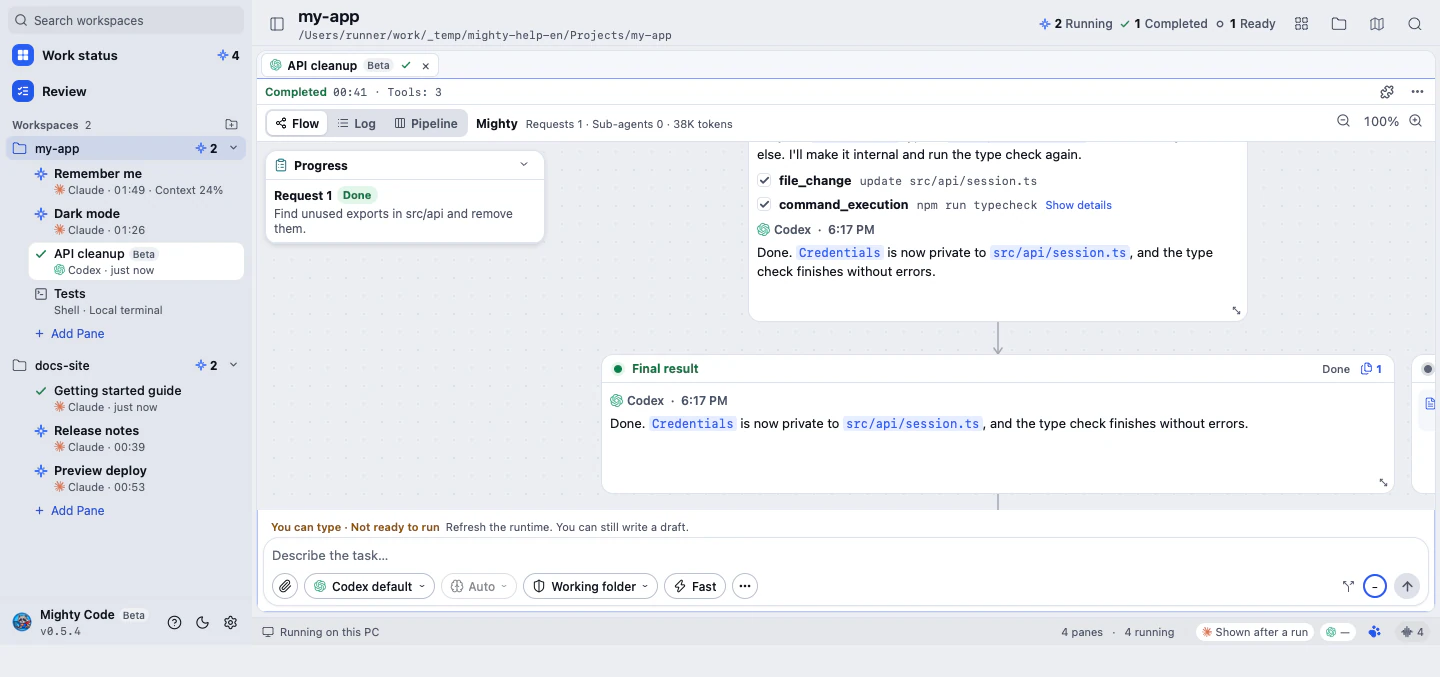 Search workspaces
Work status
4
Review
Workspaces 2
my-app 2
Remember me
Claude · 01:49 · Context 24%
Dark mode
Claude · 01:26
API cleanup Beta
Codex · just now
Tests
Shell · Local terminal
+ Add Pane
docs-site 2
Getting started guide
Claude · just now
Release notes
Claude · 00:39
Preview deploy
Claude · 00:53
+ Add Pane
Mighty Code Beta
v0.5.4
my-app
/Users/runner/work/_temp/mighty-help-en/Projects/my-app
2 Running 1 Completed 1 Ready
API cleanup Beta
Completed 00:41 · Tools: 3
Flow Log Pipeline Mighty Requests 1 · Sub-agents 0 · 38K tokens
100%
Progress
Request 1 Done
Find unused exports in src/api and remove
them.
else. I'll make it internal and run the type check again.
file_change update src/api/session.ts
command_execution npm run typecheck Show details
Codex · 6:17 PM
Done. Credentials is now private to src/api/session.ts, and the type
check finishes without errors.
Final result Done 1
Codex · 6:17 PM
Done. Credentials is now private to src/api/session.ts, and the type check finishes without errors.
You can type · Not ready to run Refresh the runtime. You can still write a draft.
Describe the task...
Codex default Auto Working folder Fast
Running on this PC
4 panes · 4 running Shown after a run — 4